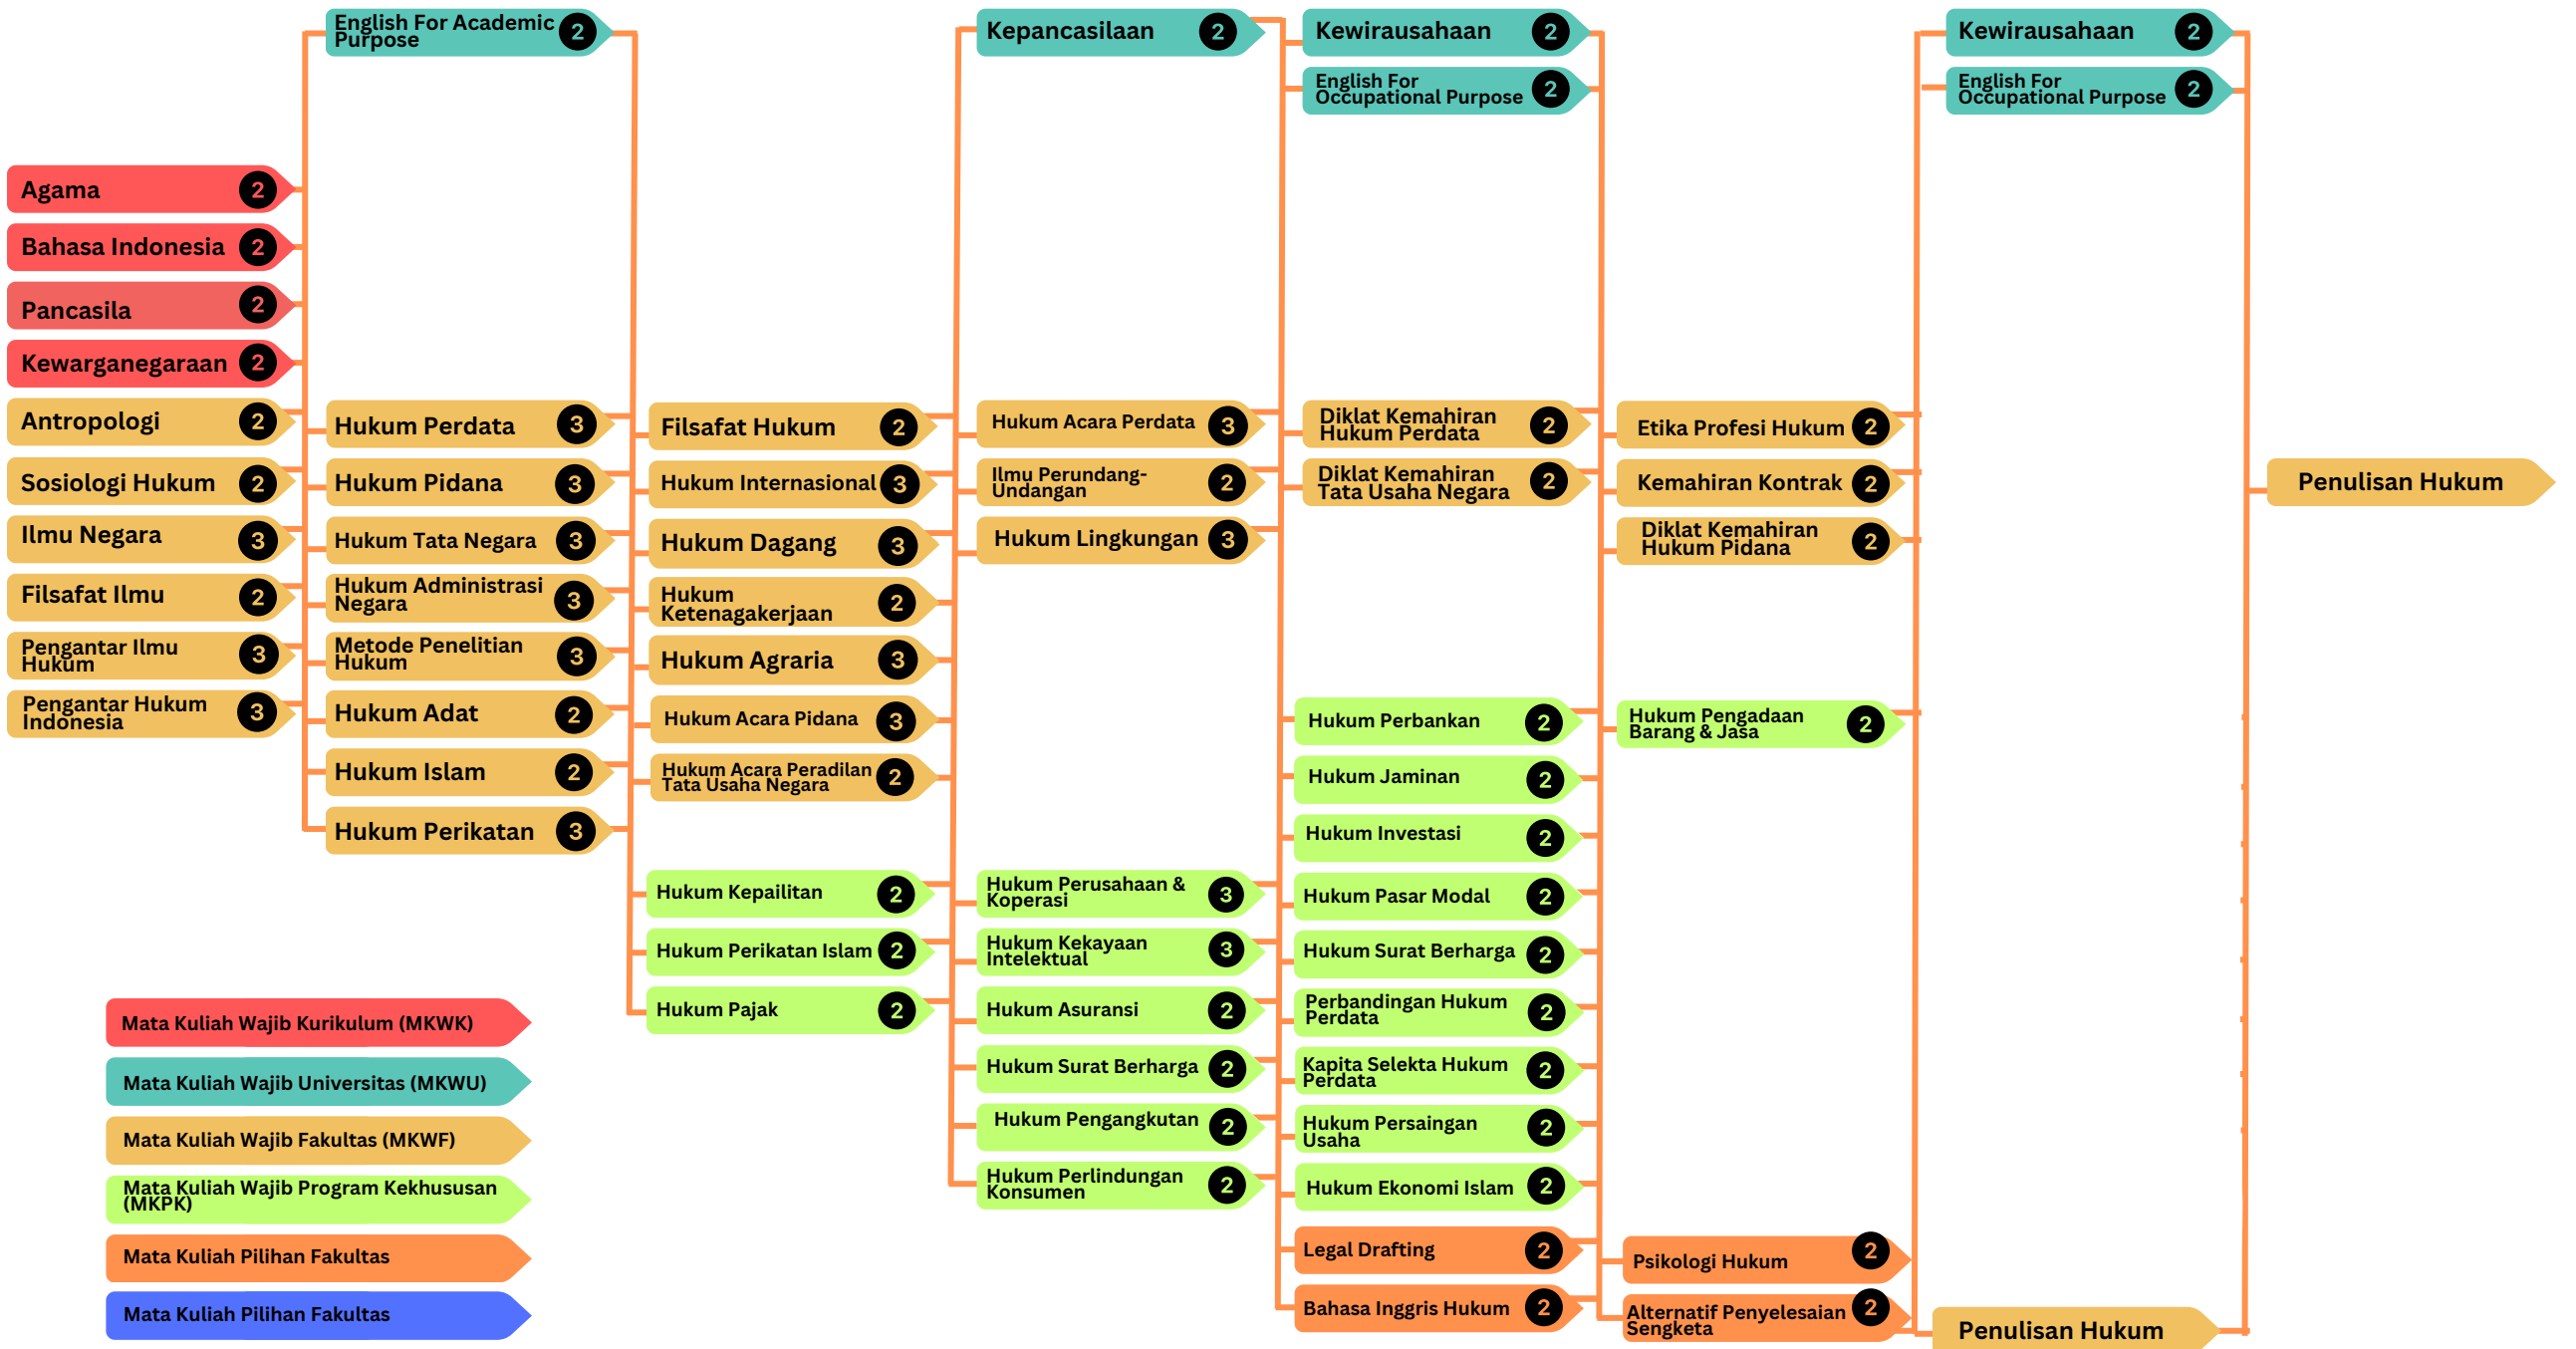 English For Academic
Purpose
2
Agama
2
Bahasa Indonesia
2
Pancasila
2
Kewarganegaraan
2
Antropologi
2
Sosiologi Hukum
2
Ilmu Negara
3
Filsafat Ilmu
2
Pengantar Ilmu
Hukum
3
Pengantar Hukum
Indonesia
3
Hukum Perdata
3
Hukum Pidana
3
Hukum Tata Negara
3
Hukum Administrasi
Negara
3
Metode Penelitian
Hukum
3
Hukum Adat
2
Hukum Islam
2
Hukum Perikatan
3
Filsafat Hukum
2
Hukum Internasional
3
Hukum Dagang
3
Hukum
Ketenagakerjaan
2
Hukum Agraria
3
Hukum Acara Pidana
3
Hukum Acara Peradilan
Tata Usaha Negara
2
Hukum Kepailitan
2
Hukum Perikatan Islam
2
Hukum Pajak
2
Kepancasilaan
2
Hukum Acara Perdata
3
Ilmu Perundang-
Undangan
2
Hukum Lingkungan
3
Hukum Perusahaan &
Koperasi
3
Hukum Kekayaan
Intelektual
3
Hukum Asuransi
2
Hukum Surat Berharga
2
Hukum Pengangkutan
2
Hukum Perlindungan
Konsumen
2
Kewirausahaan
2
English For
Occupational Purpose
2
Diklat Kemahiran
Hukum Perdata
2
Diklat Kemahiran
Tata Usaha Negara
2
Hukum Perbankan
2
Hukum Jaminan
2
Hukum Investasi
2
Hukum Pasar Modal
2
Hukum Surat Berharga
2
Perbandingan Hukum
Perdata
2
Kapita Selekta Hukum
Perdata
2
Hukum Persaingan
Usaha
2
Hukum Ekonomi Islam
2
Legal Drafting
2
Bahasa Inggris Hukum
2
Etika Profesi Hukum
2
Kemahiran Kontrak
2
Diklat Kemahiran
Hukum Pidana
2
Hukum Pengadaan
Barang & Jasa
2
Psikologi Hukum
2
Alternatif Penyelesaian
Sengketa
2
Kewirausahaan
2
English For
Occupational Purpose
2
Penulisan Hukum
Penulisan Hukum
Mata Kuliah Wajib Kurikulum (MKWK)
Mata Kuliah Wajib Universitas (MKWU)
Mata Kuliah Wajib Fakultas (MKWF)
Mata Kuliah Wajib Program Kekhususan
(MKPK)
Mata Kuliah Pilihan Fakultas
Mata Kuliah Pilihan Fakultas